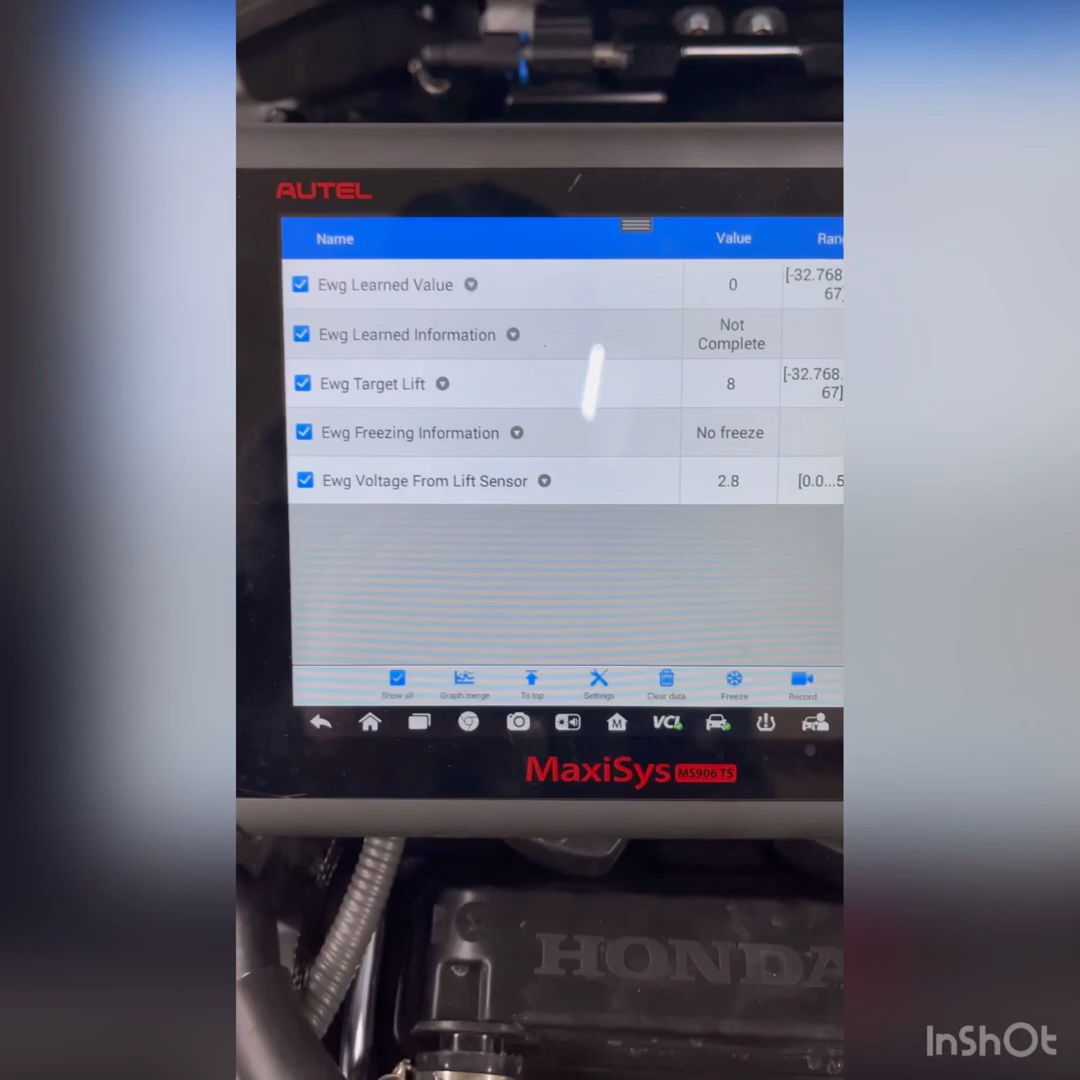 AUTEL
Name Value Ran
Ewg Learned Value 0 [-32.768
67]
Ewg Learned Information Not
Complete
Ewg Target Lift 8 [-32.768.
67]
Ewg Freezing Information No freeze
Ewg Voltage From Lift Sensor 2.8 [0.0...5
Show all Graph merge To top Settings Clear data Freeze Record
M VCI
MaxiSys MS906 TS
HONDA
InShOt